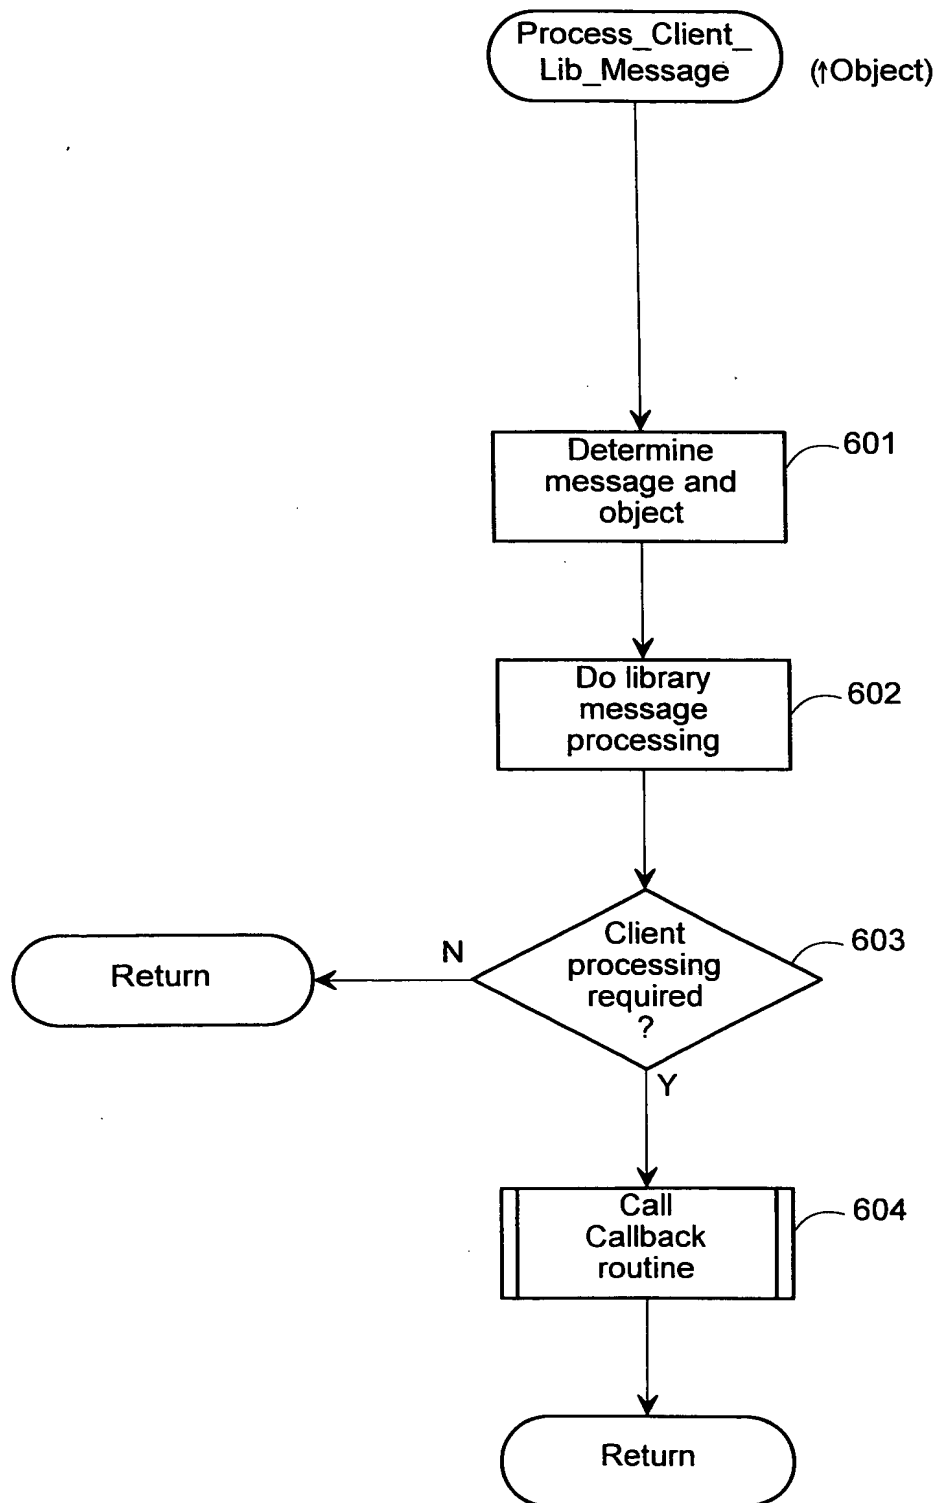 Process_Client_
Lib_Message
(↑Object)
Determine
message and
object
601
Do library
message
processing
602
Client
processing
required
?
603
N
Return
Y
Call
Callback
routine
604
Return